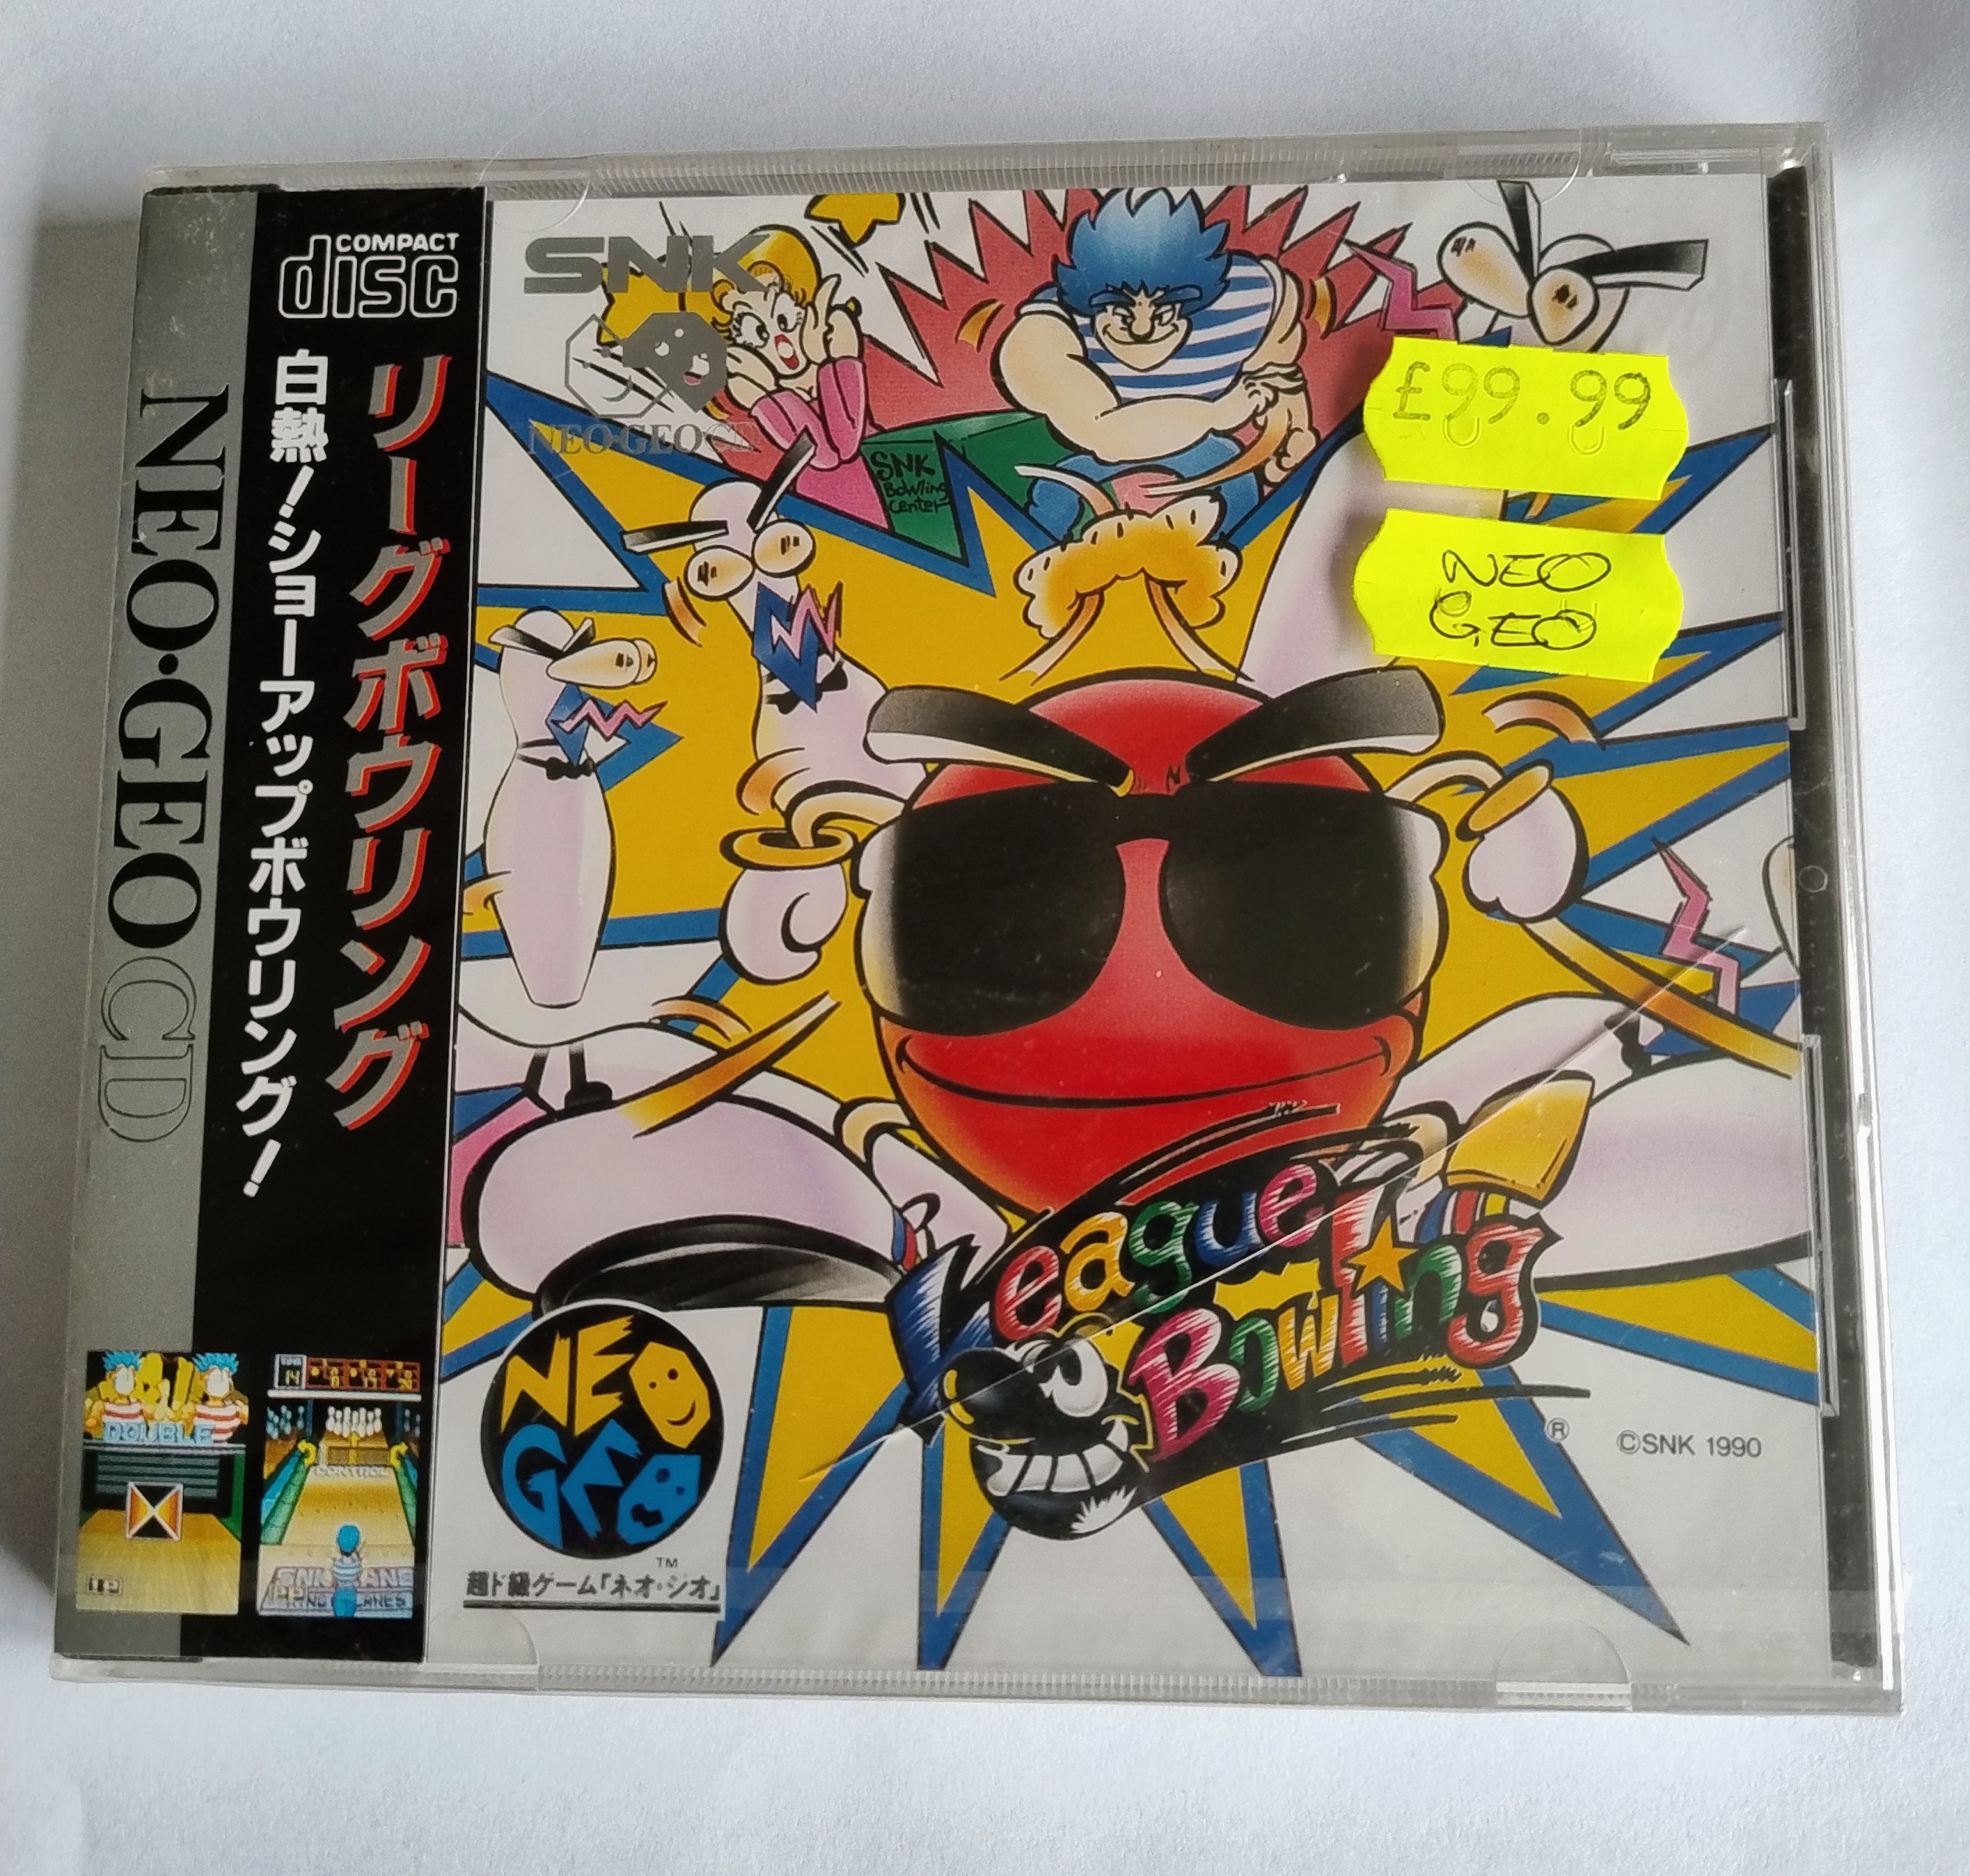 COMPACT
disc
リーグボウリング
白熱!ショーアップボウリング!
NEO·GEO CD
DOUBLE
CONTROL
SNK
NEO·GEO CD
SNK
Bowling
Center
£99.99
NEO
GEO
League
Bowling
®
©SNK 1990
NEO
GEO
TM
超ド級ゲーム「ネオ・ジオ」